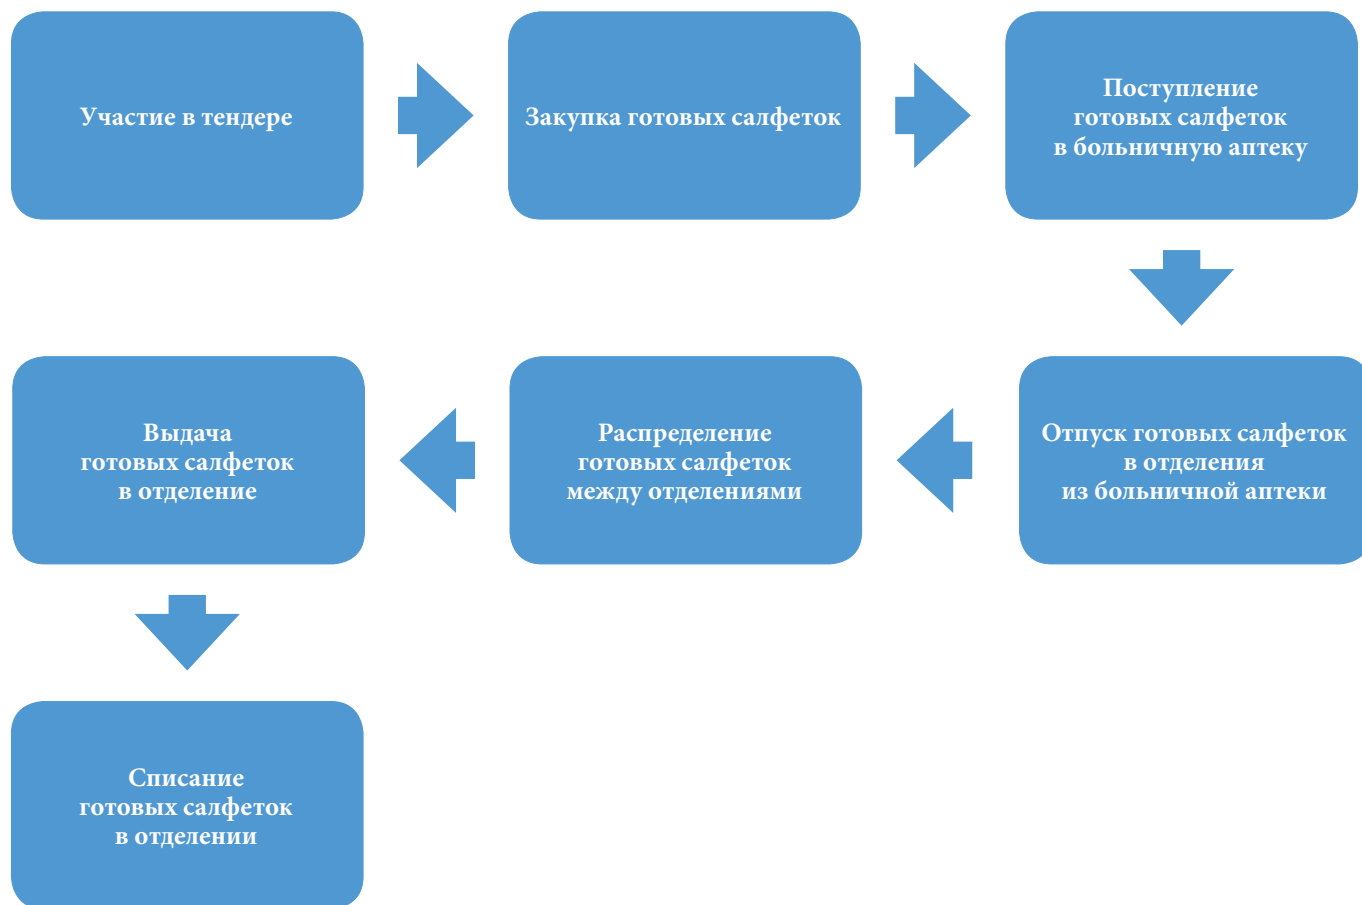 Участие в тендере
Закупка готовых салфеток
Поступление
готовых салфеток
в больничную аптеку
Отпуск готовых салфеток
в отделения
из больничной аптеки
Распределение
готовых салфеток
между отделениями
Выдача
готовых салфеток
в отделение
Списание
готовых салфеток
в отделении